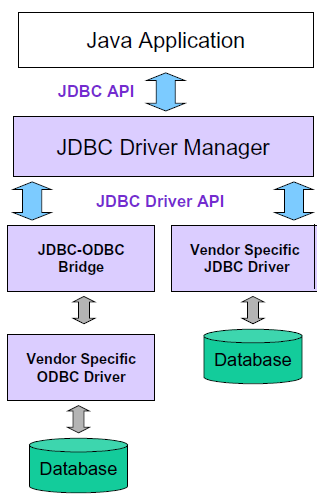 Java Application
JDBC API
JDBC Driver Manager
JDBC Driver API
JDBC-ODBC
Bridge
Vendor Specific
JDBC Driver
Vendor Specific
ODBC Driver
Database
Database